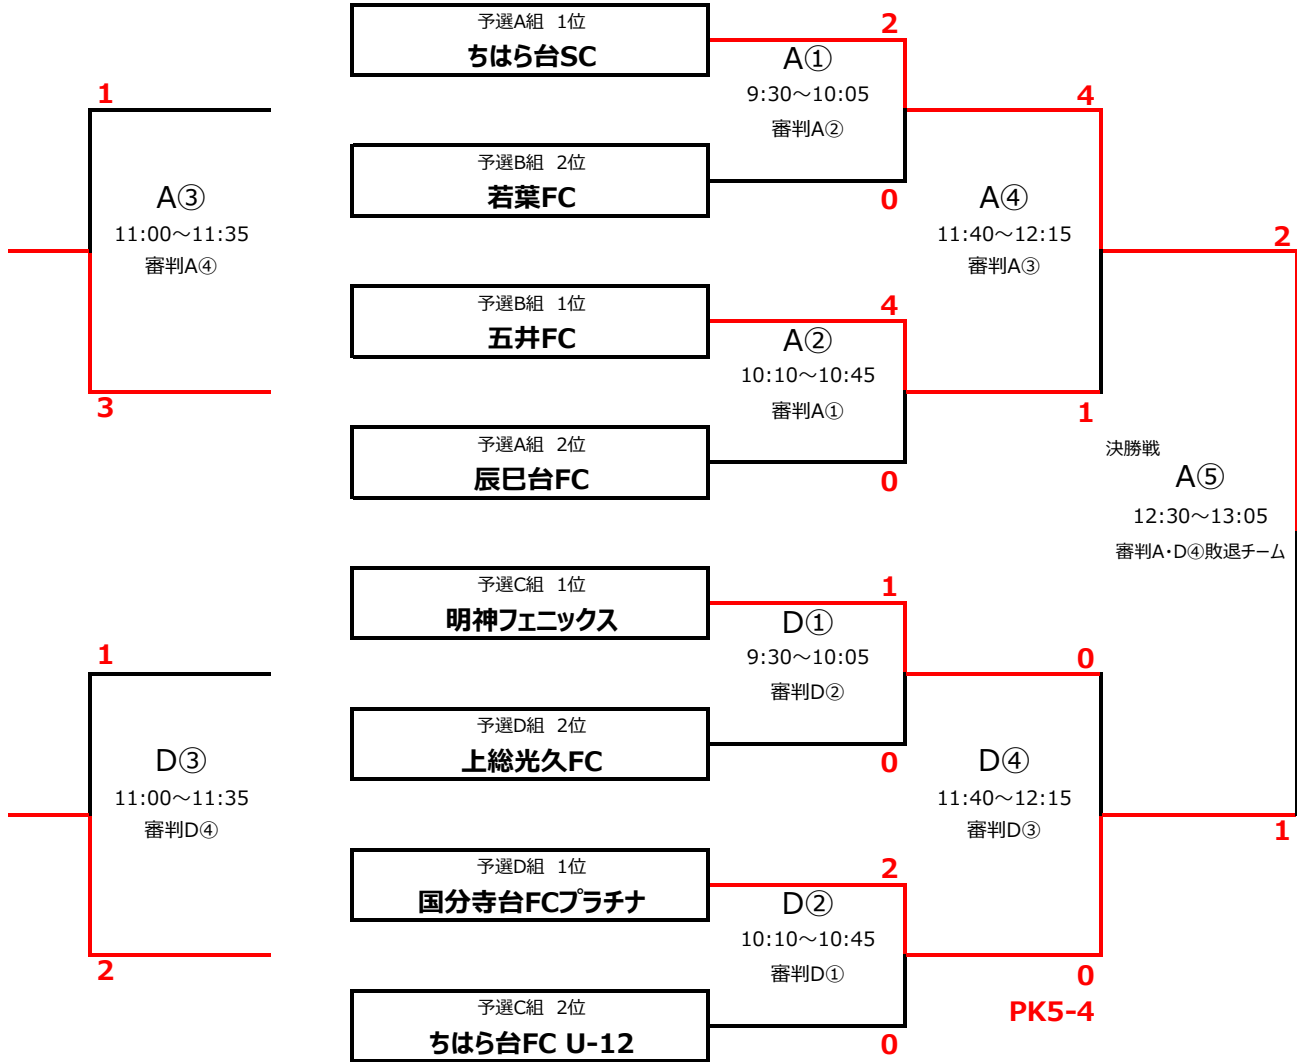 予選A組 1位
ちはら台SC
2
A①
9:30～10:05
審判A②
予選B組 2位
若葉FC
0
1
A③
11:00～11:35
審判A④
3
4
A④
11:40～12:15
審判A③
1
2
予選B組 1位
五井FC
4
A②
10:10～10:45
審判A①
予選A組 2位
辰巳台FC
0
決勝戦
A⑤
12:30～13:05
審判A・D④敗退チーム
予選C組 1位
明神フェニックス
1
D①
9:30～10:05
審判D②
予選D組 2位
上総光久FC
0
1
D③
11:00～11:35
審判D④
2
0
D④
11:40～12:15
審判D③
0
PK5-4
1
予選D組 1位
国分寺台FCプラチナ
2
D②
10:10～10:45
審判D①
予選C組 2位
ちはら台FC U-12
0